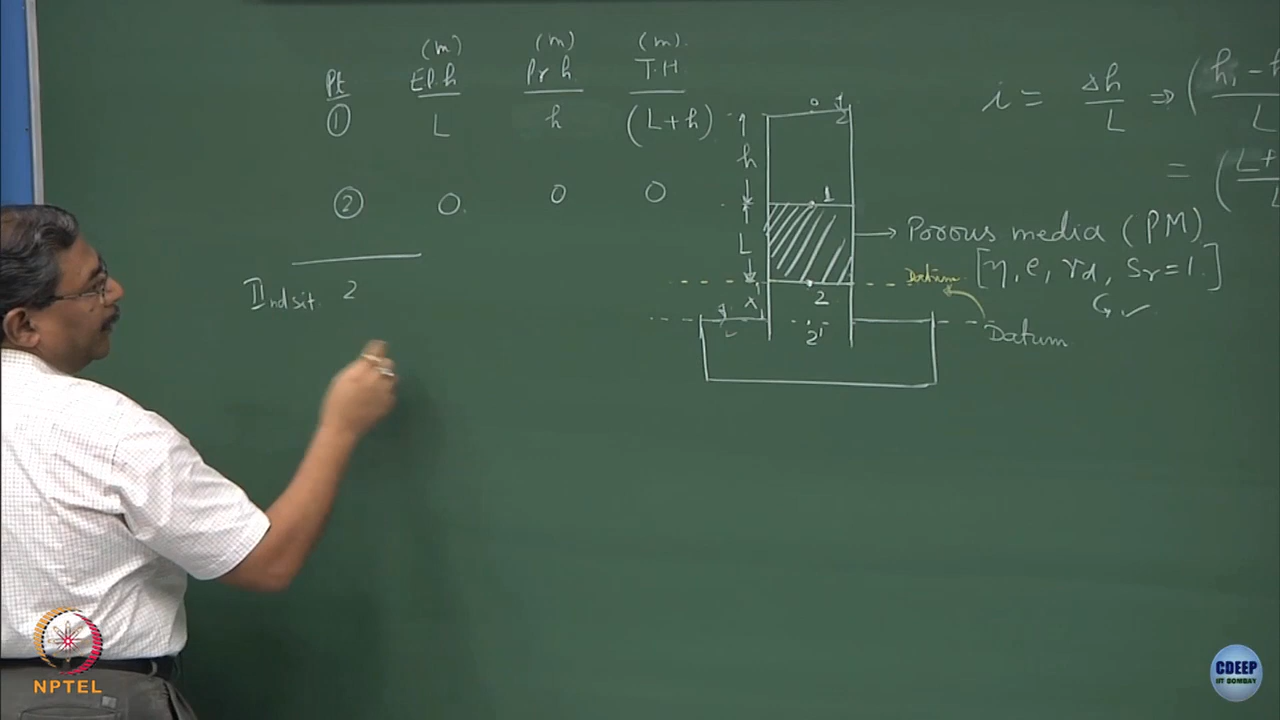 (m) (m) (m)
Pt El.h Pr h T.H
① L h (L+h)
② 0 0 0
IInd sit. 2
h
L
x
1
2
2'
Porous media (PM)
[η, e, γd, Sr=1.]
Datum
Datum
i = Δh/L ⇒ (
= (
NPTEL
CDEEP
IIT BOMBAY